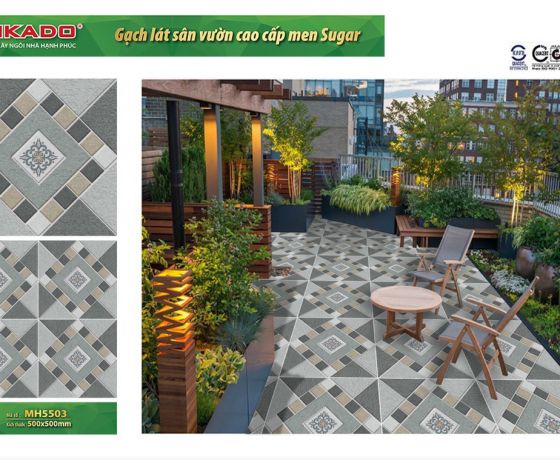 IKADO®
ÂY NGÔI NHÀ HẠNH PHÚC
Gạch lát sân vườn cao cấp men Sugar
Mã số : MH5503
Kích thước: 500x500mm